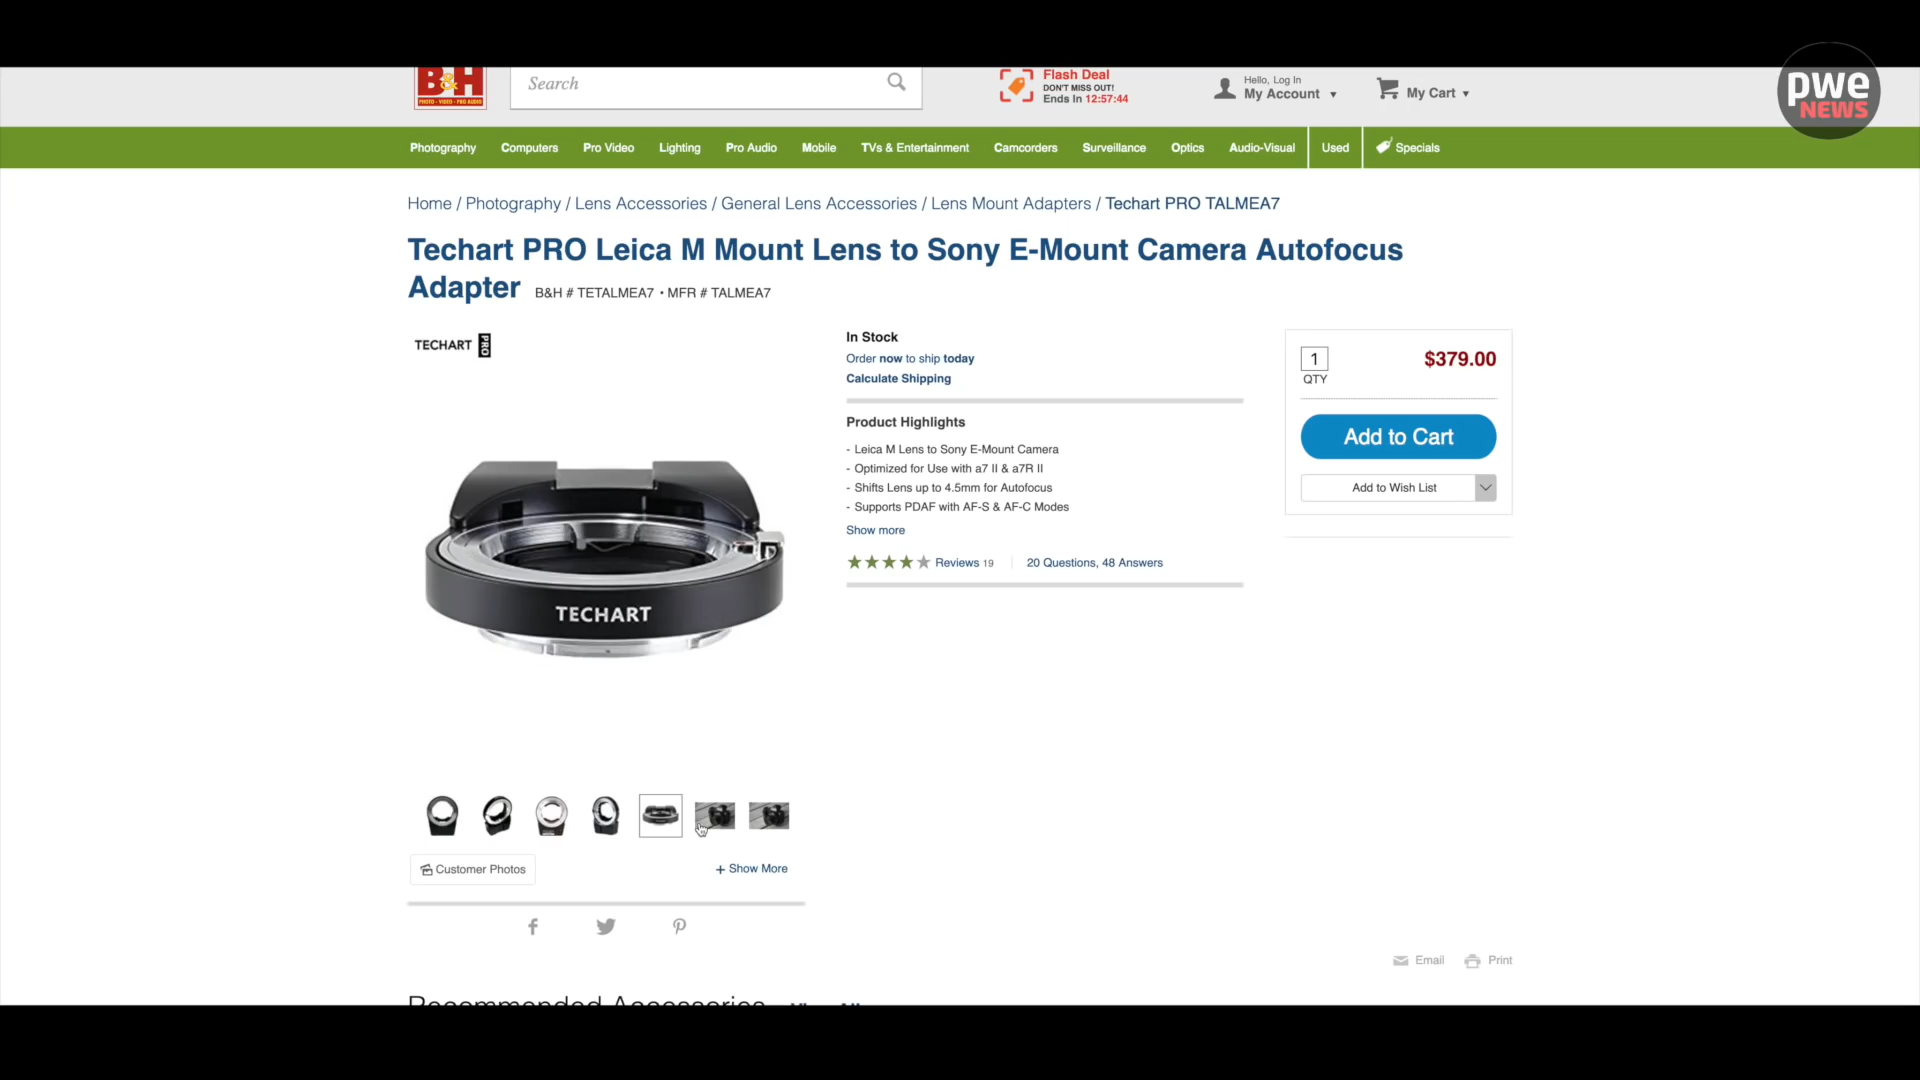 B&H
PHOTO - VIDEO - PRO AUDIO
Search
Flash Deal
DON'T MISS OUT!
Ends In 12:57:44
Hello, Log In
My Account
My Cart
pwe
NEWS
Photography Computers Pro Video Lighting Pro Audio Mobile TVs & Entertainment Camcorders Surveillance Optics Audio-Visual Used Specials
Home / Photography / Lens Accessories / General Lens Accessories / Lens Mount Adapters / Techart PRO TALMEA7
Techart PRO Leica M Mount Lens to Sony E-Mount Camera Autofocus
Adapter B&H # TETALMEA7 • MFR # TALMEA7
TECHART PRO
In Stock
Order now to ship today
Calculate Shipping
Product Highlights
- Leica M Lens to Sony E-Mount Camera
- Optimized for Use with a7 II & a7R II
- Shifts Lens up to 4.5mm for Autofocus
- Supports PDAF with AF-S & AF-C Modes
Show more
Reviews 19
20 Questions, 48 Answers
1
QTY
$379.00
Add to Cart
Add to Wish List
TECHART
Customer Photos
+ Show More
Email
Print
Recommended Accessories